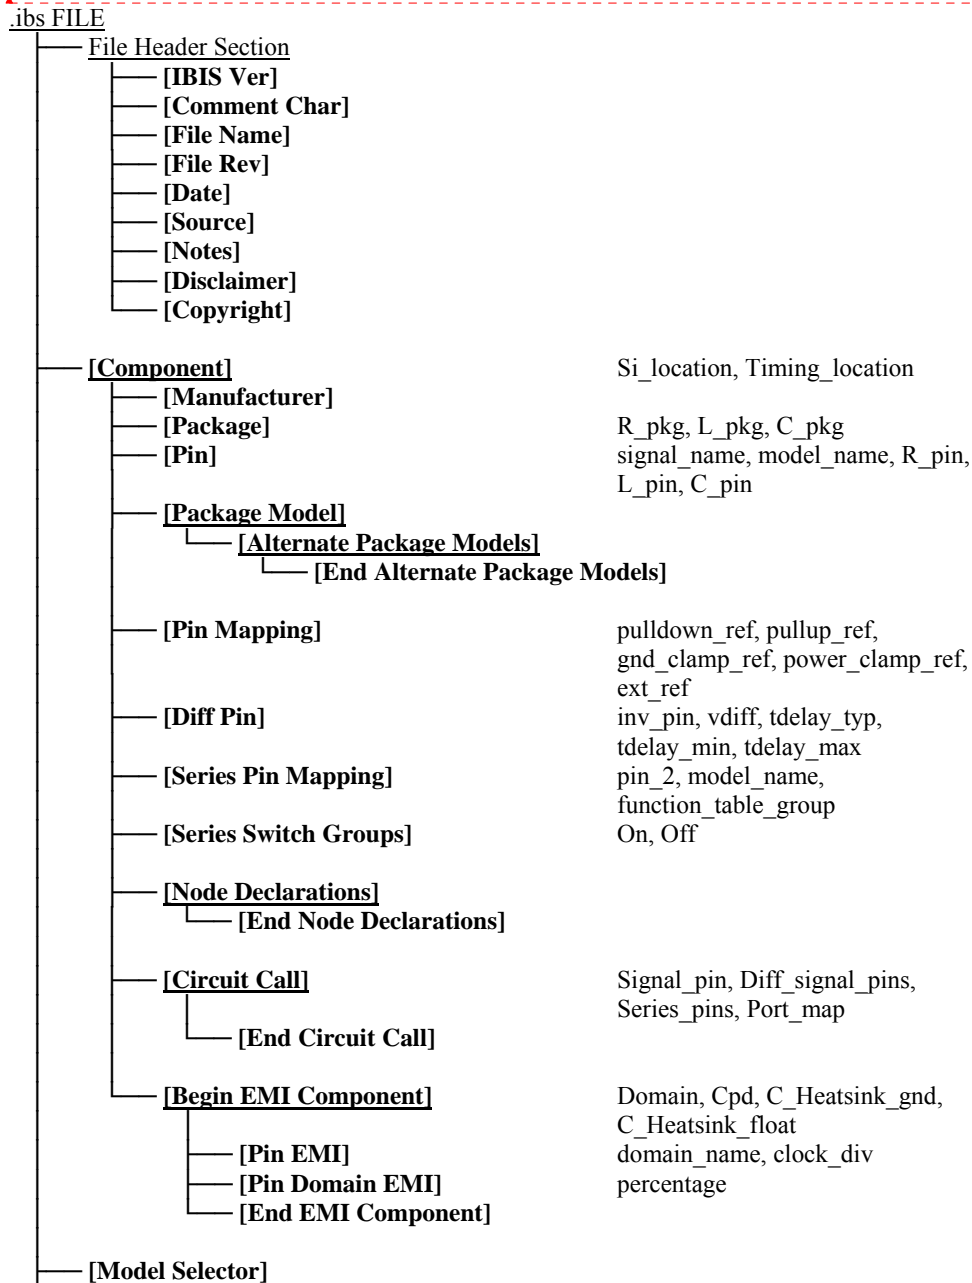 .ibs FILE
File Header Section
[IBIS Ver]
[Comment Char]
[File Name]
[File Rev]
[Date]
[Source]
[Notes]
[Disclaimer]
[Copyright]
[Component] Si_location, Timing_location
[Manufacturer]
[Package] R_pkg, L_pkg, C_pkg
[Pin] signal_name, model_name, R_pin,
L_pin, C_pin
[Package Model]
[Alternate Package Models]
[End Alternate Package Models]
[Pin Mapping] pulldown_ref, pullup_ref,
gnd_clamp_ref, power_clamp_ref,
ext_ref
[Diff Pin] inv_pin, vdiff, tdelay_typ,
tdelay_min, tdelay_max
[Series Pin Mapping] pin_2, model_name,
function_table_group
[Series Switch Groups] On, Off
[Node Declarations]
[End Node Declarations]
[Circuit Call] Signal_pin, Diff_signal_pins,
Series_pins, Port_map
[End Circuit Call]
[Begin EMI Component] Domain, Cpd, C_Heatsink_gnd,
C_Heatsink_float
[Pin EMI] domain_name, clock_div
[Pin Domain EMI] percentage
[End EMI Component]
[Model Selector]